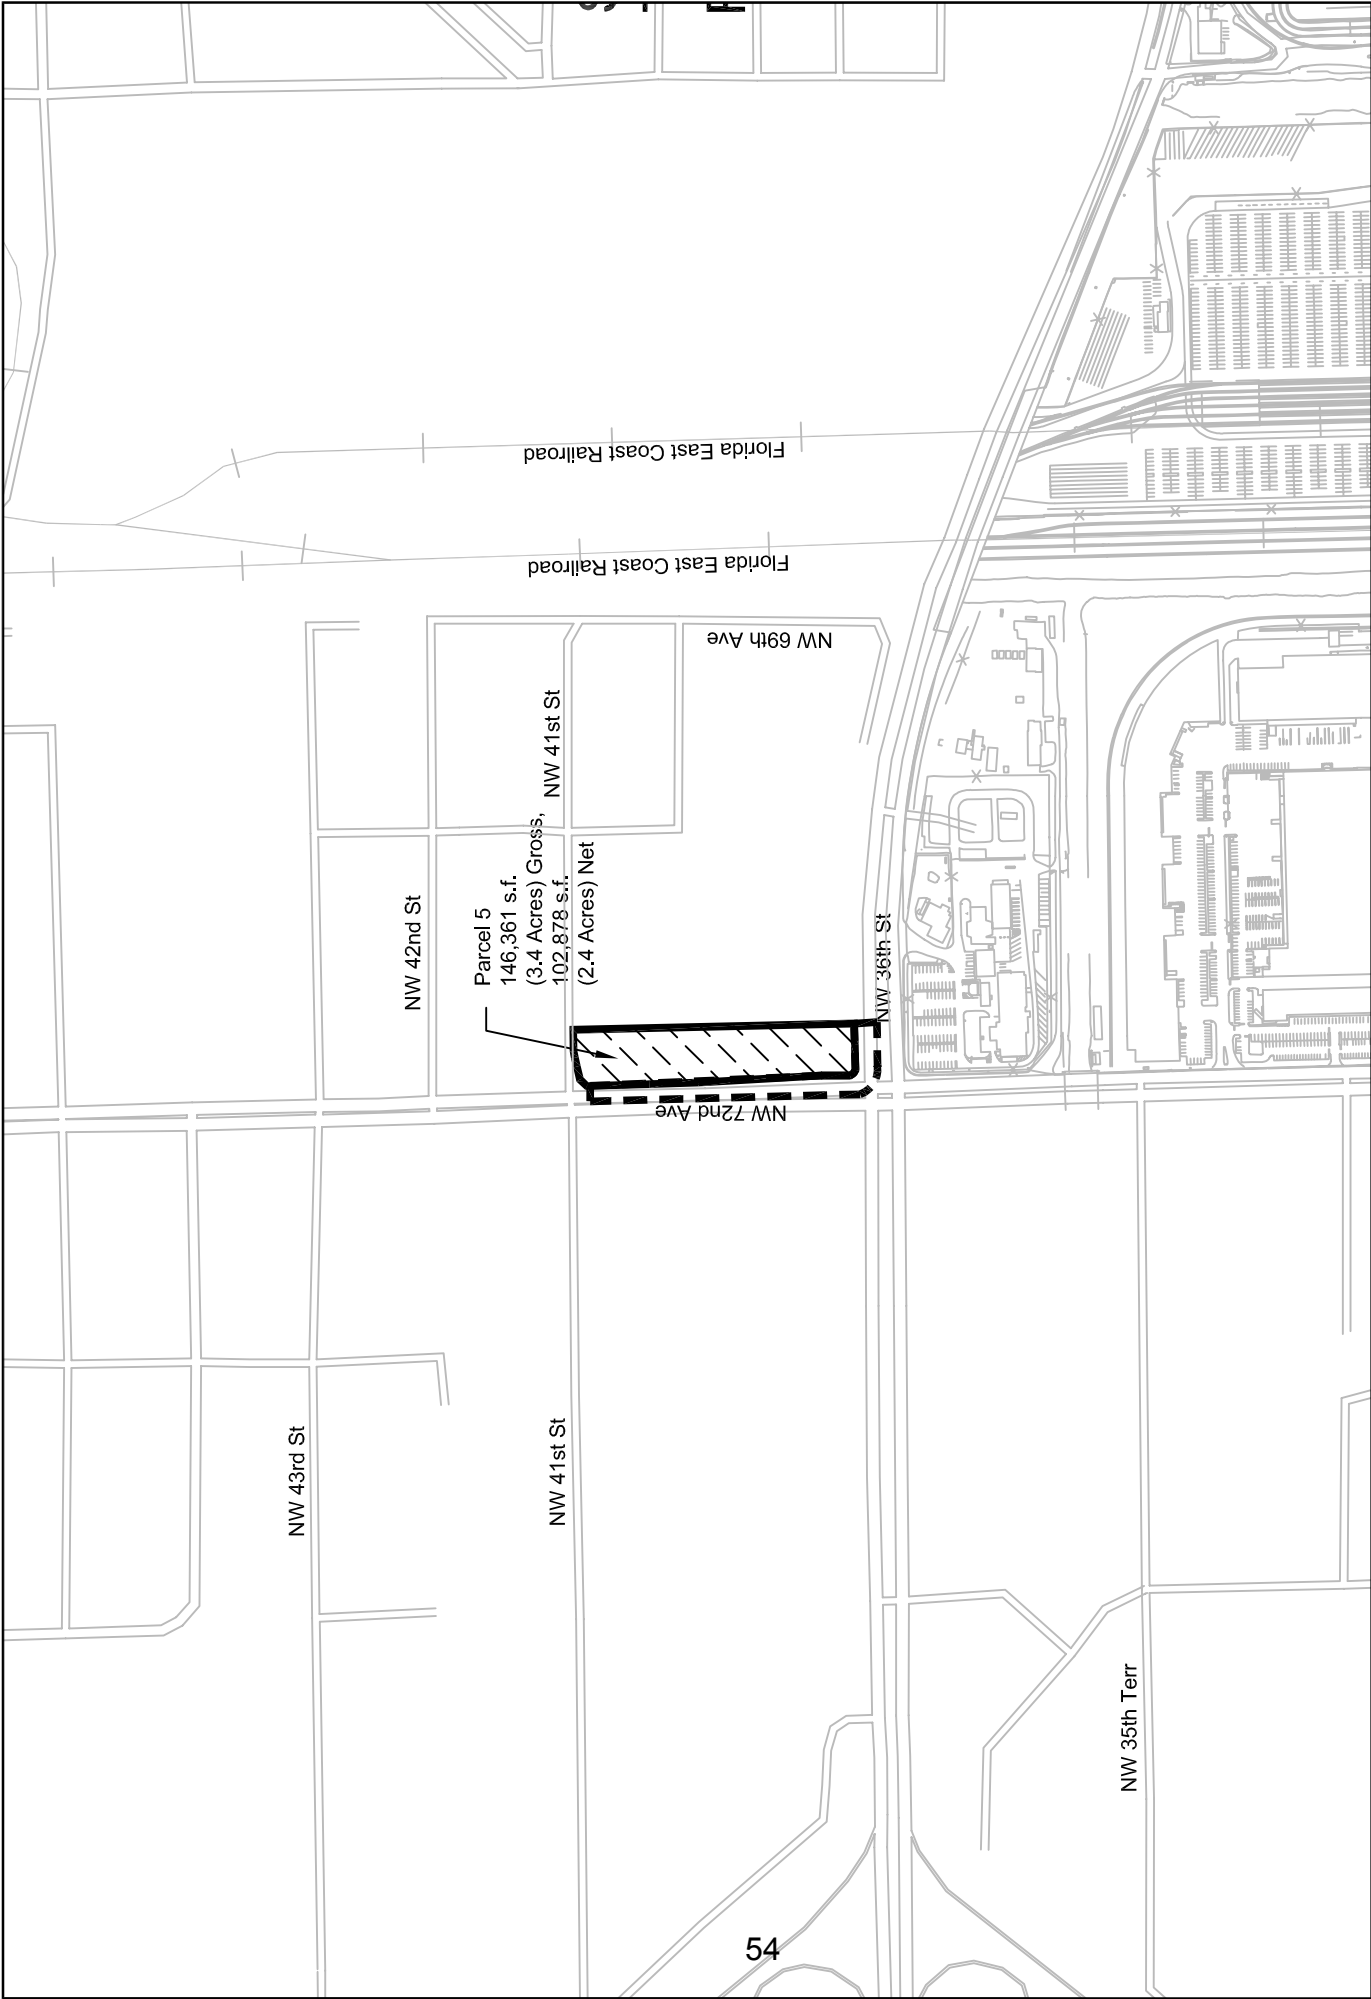 Florida East Coast Railroad
Florida East Coast Railroad
NW 69th Ave
NW 41st St
NW 42nd St
Parcel 5
146,361 s.f.
(3.4 Acres) Gross,
102,878 s.f.
(2.4 Acres) Net
NW 36th St
NW 72nd Ave
NW 43rd St
NW 41st St
NW 35th Terr
54